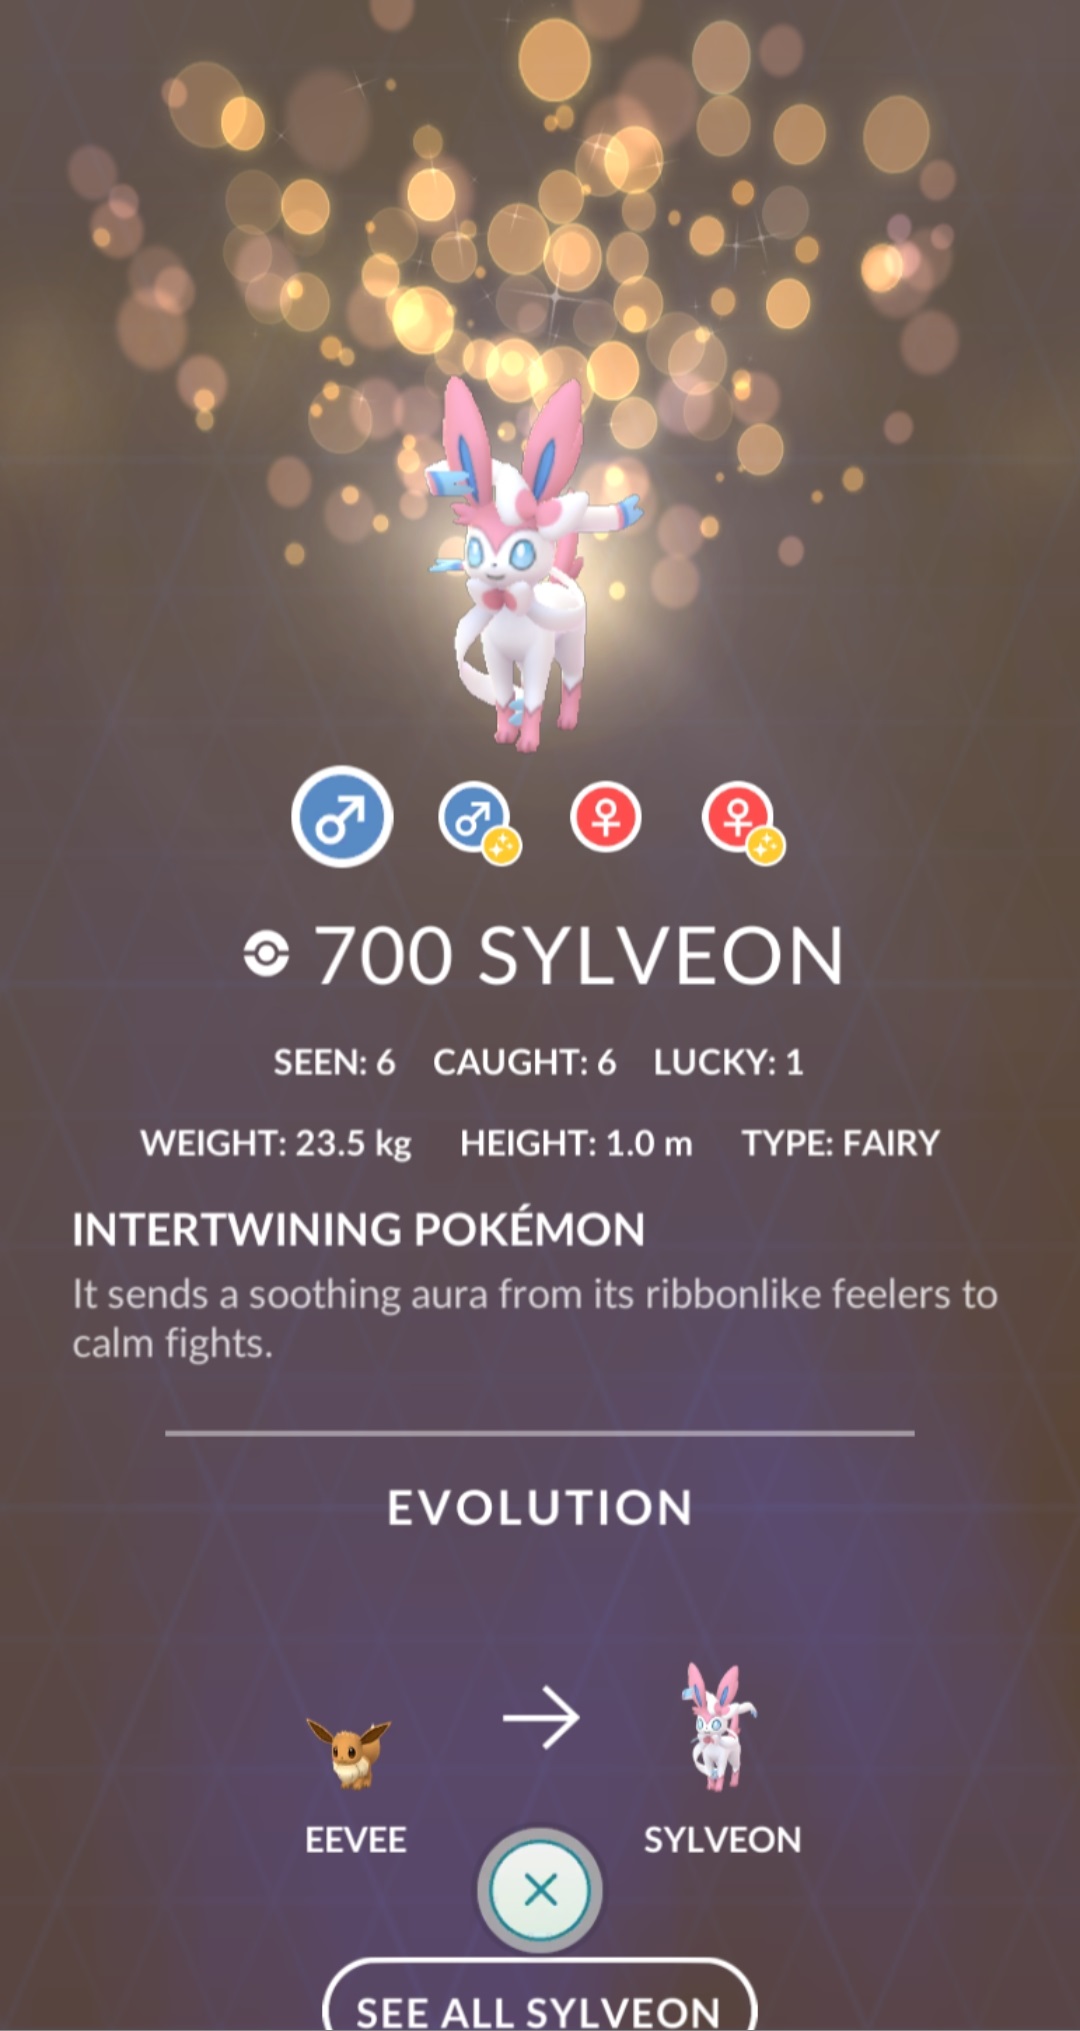 700 SYLVEON
SEEN: 6 CAUGHT: 6 LUCKY: 1
WEIGHT: 23.5 kg HEIGHT: 1.0 m TYPE: FAIRY
INTERTWINING POKÉMON
It sends a soothing aura from its ribbonlike feelers to
calm fights.
EVOLUTION
EEVEE SYLVEON
SEE ALL SYLVEON